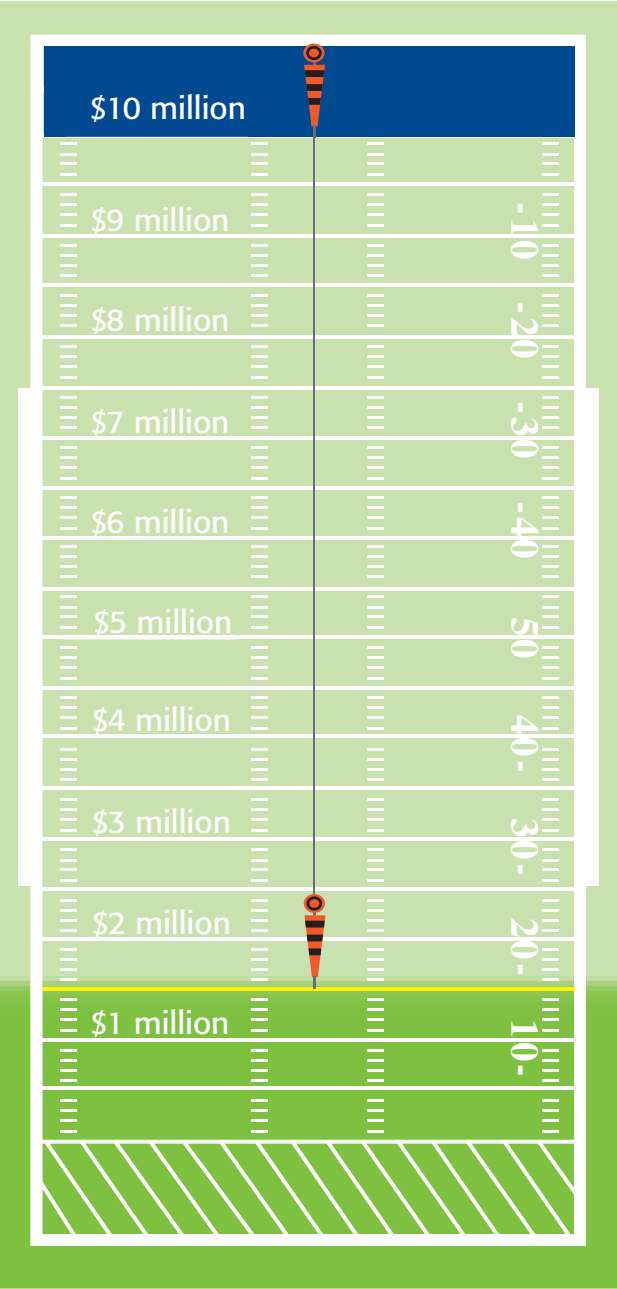 $10 million
$9 million
-10
$8 million
-20
$7 million
-30
$6 million
-40
$5 million
50
$4 million
40-
$3 million
30-
$2 million
20-
$1 million
10-